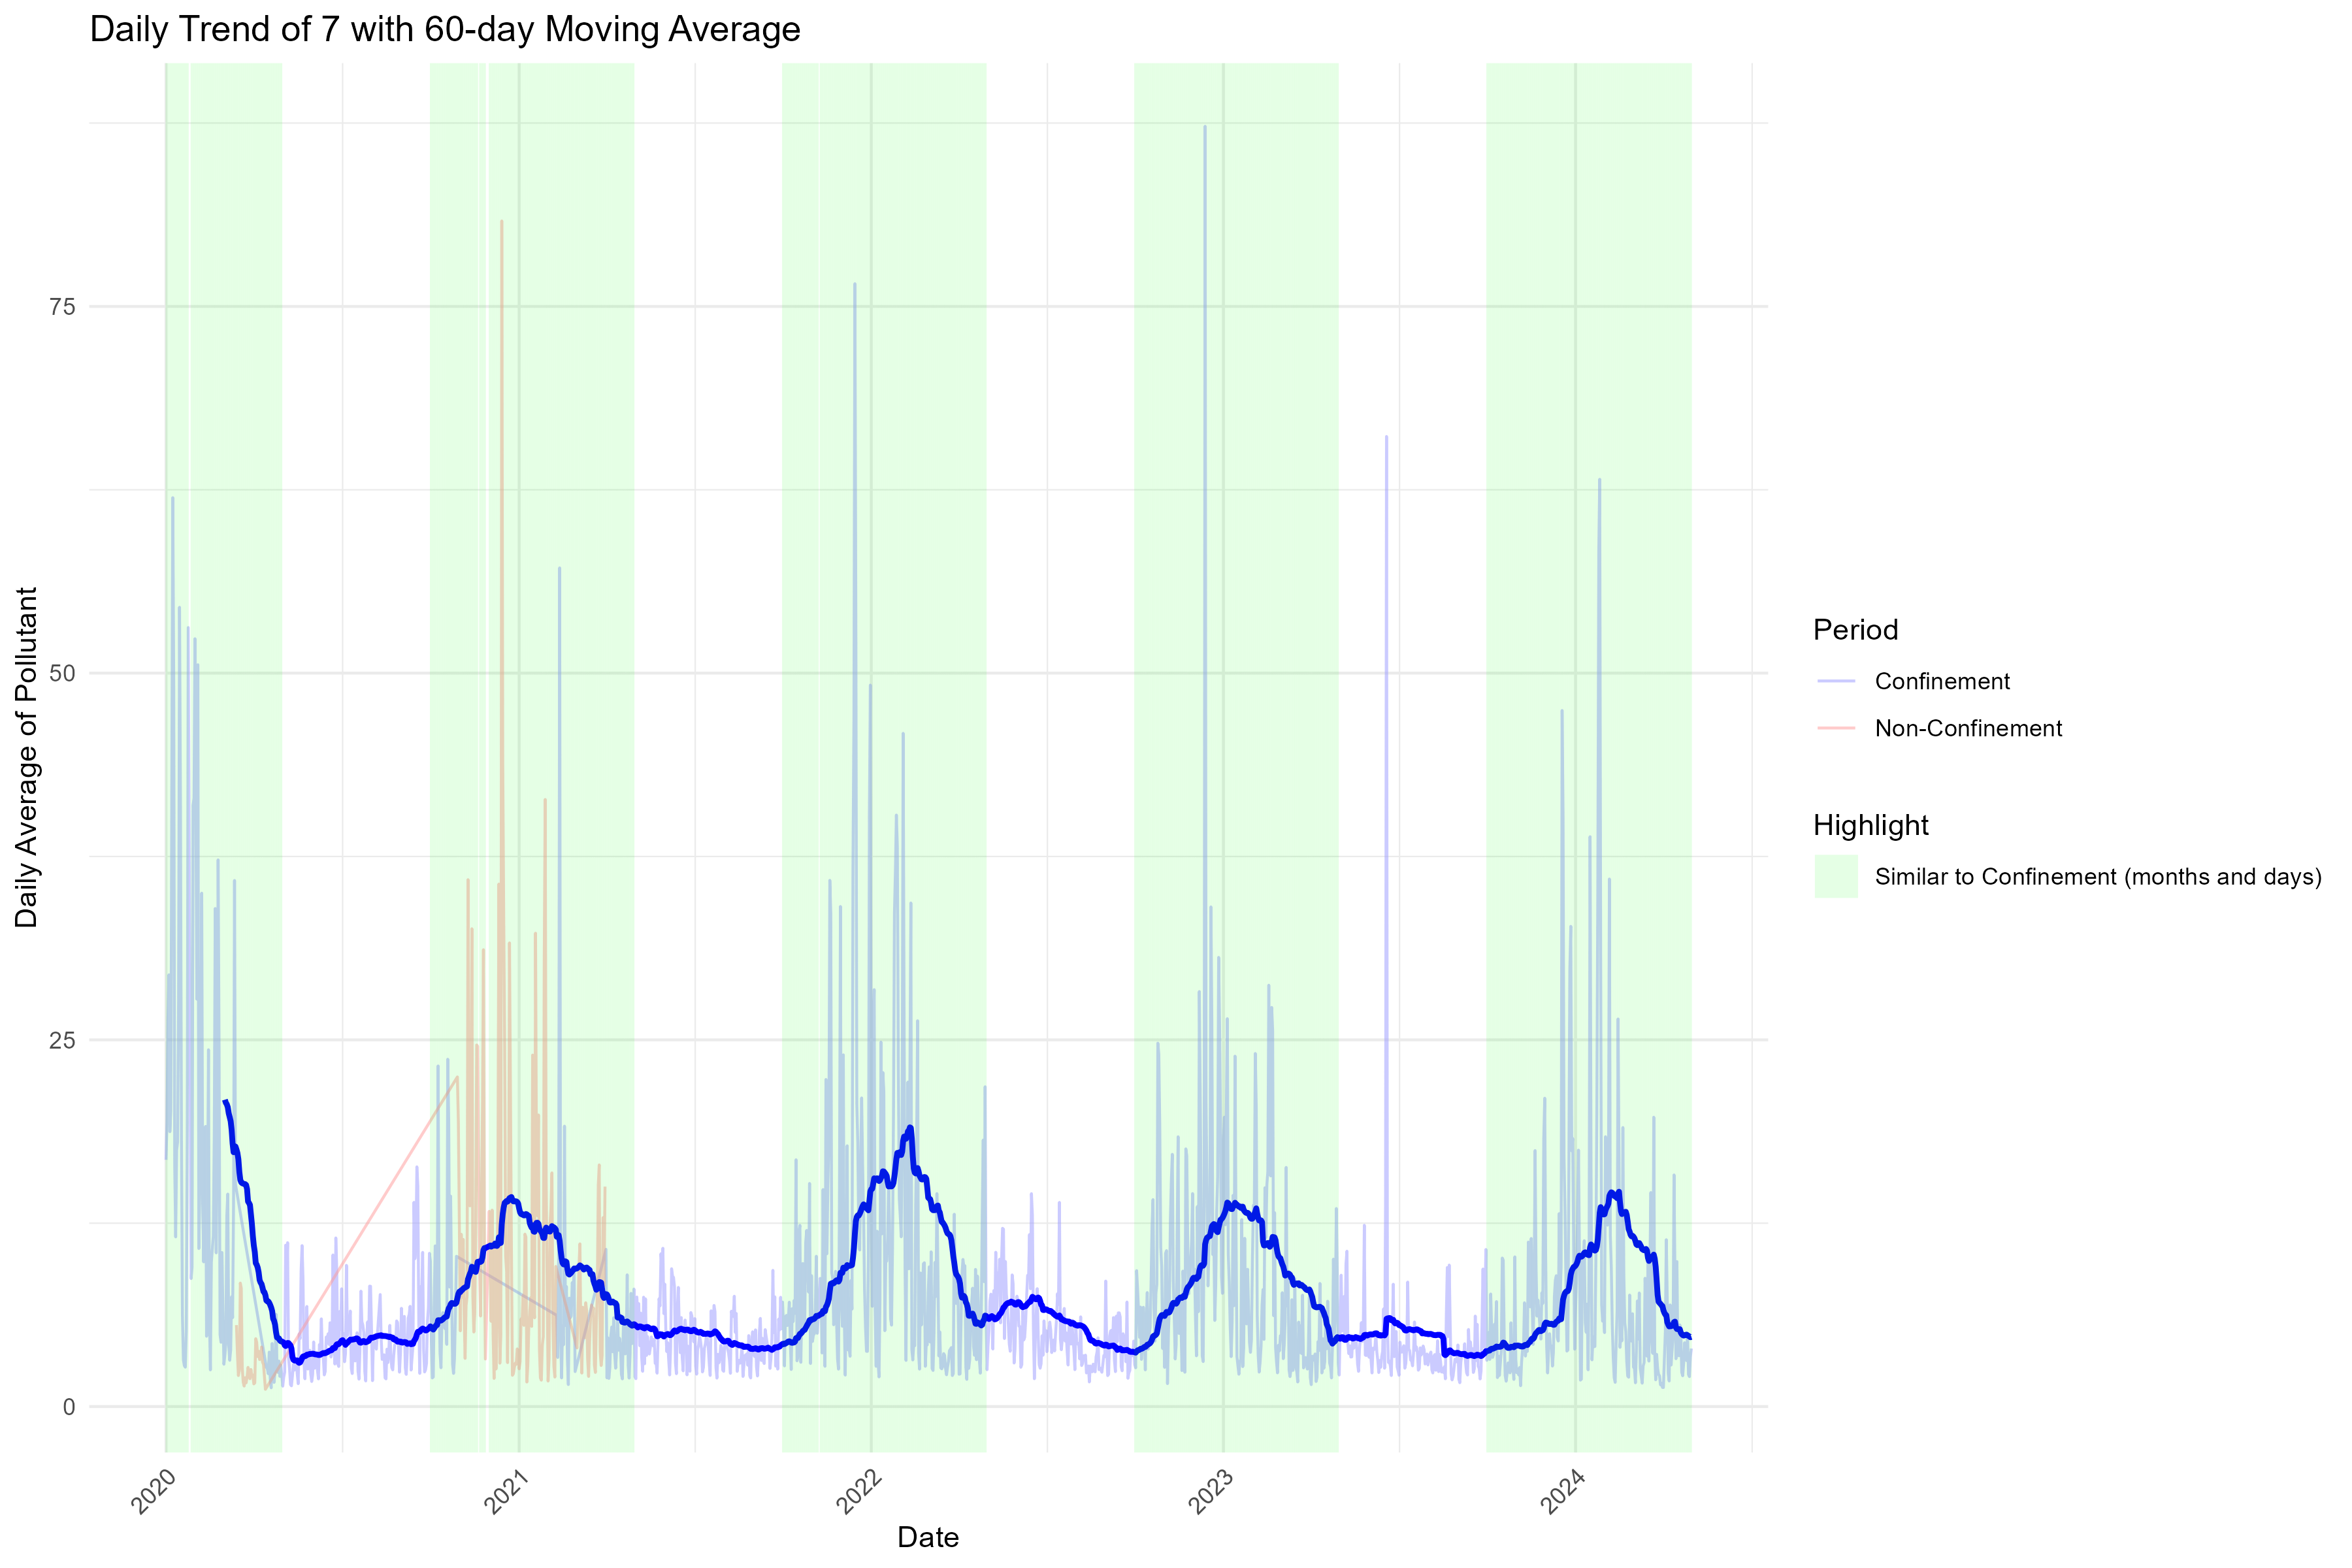 Daily Trend of 7 with 60-day Moving Average
Daily Average of Pollutant
75
50
25
0
2020
2021
2022
2023
2024
Date
Period
Confinement
Non-Confinement
Highlight
Similar to Confinement (months and days)